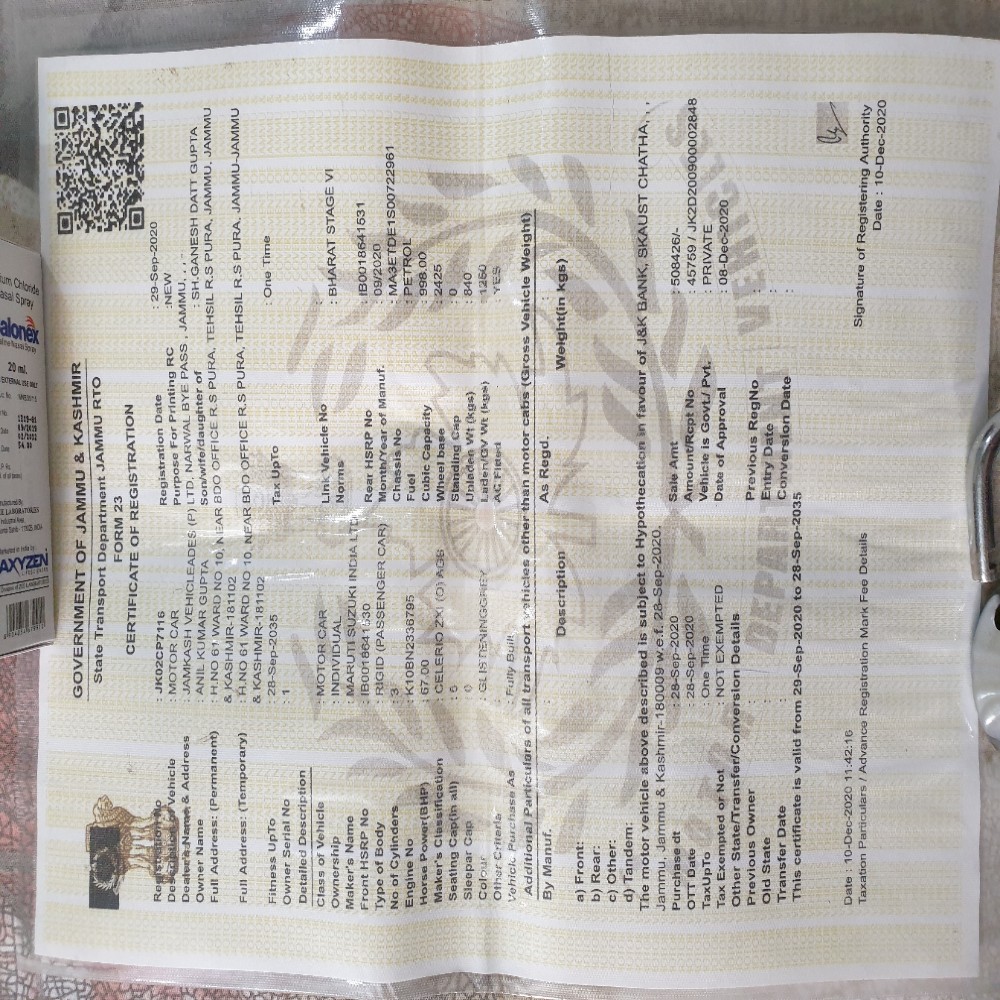 GOVERNMENT OF JAMMU & KASHMIR
State Transport Department JAMMU RTO
FORM 23
CERTIFICATE OF REGISTRATION
Registration No : JK02CP7116 Registration Date : 29-Sep-2020
Description of Vehicle : MOTOR CAR Purpose For Printing RC : NEW
Dealer's Name & Address : JAMKASH VEHICLEADES (P) LTD. NARWAL BYE PASS , JAMMU, , ,
Owner Name : ANIL KUMAR GUPTA Son/wife/daughter of : SH.GANESH DATT GUPTA
Full Address: (Permanent) : H.NO 61 WARD NO 10, NEAR BDO OFFICE R.S PURA, TEHSIL R.S PURA, JAMMU, JAMMU
& KASHMIR-181102
Full Address: (Temporary) : H.NO 61 WARD NO 10, NEAR BDO OFFICE R.S PURA, TEHSIL R.S PURA, JAMMU-JAMMU
& KASHMIR-181102
Fitness UpTo : 28-Sep-2035 Tax UpTo : One Time
Owner Serial No : 1
Detailed Description
Class of Vehicle : MOTOR CAR Link Vehicle No :
Ownership : INDIVIDUAL Norms : BHARAT STAGE VI
Maker's Name : MARUTI SUZUKI INDIA LTD
Front HSRP No : IB0018641530 Rear HSRP No : IB0018641531
Type of Body : RIGID (PASSENGER CAR) Month/Year of Manuf. : 09/2020
No of Cylinders : 3 Chassis No : MA3ETDE1S00722961
Engine No : K10BN2336795 Fuel : PETROL
Horse Power(BHP) : 67.00 Cubic Capacity : 998.00
Maker's Classification : CELERIO ZXI (O) AGS Wheel base : 2425
Seating Cap(in all) : 5 Standing Cap : 0
Sleepar Cap : 0 Unladen Wt (kgs) : 840
Colour : GLISTENINGGREY Laden/GV Wt (kgs) : 1250
Other Criteria : AC Fitted : YES
Vehicle Purchase As : Fully Built
Additional Particulars of all transport vehicles other than motor cabs (Gross Vehicle Weight)
By Manuf. : Description As Regd. Weight(in kgs)
a) Front:
b) Rear:
c) Other:
d) Tandem:
The motor vehicle above described is subject to Hypothecation in favour of J&K BANK, SKAUST CHATHA, , ,
Jammu, Jammu & Kashmir-180009 w.e.f. 28-Sep-2020.
Purchase dt : 28-Sep-2020 Sale Amt : 508426/-
OTT Date : 28-Sep-2020 Amount/Rcpt No : 45759 / JK2D200900002848
TaxUpTo : One Time Vehicle is Govt./ Pvt. : PRIVATE
Tax Exempted or Not : NOT EXEMPTED Date of Approval : 08-Dec-2020
Other State/Transfer/Conversion Details
Previous Owner : Previous RegNo :
Old State : Entry Date :
Transfer Date : Conversion Date :
This certificate is valid from 29-Sep-2020 to 28-Sep-2035
Signature of Registering Authority
Date : 10-Dec-2020
Date : 10-Dec-2020 11:42:16
Taxation Particulars / Advance Registration Mark Fee Details
DEPARTMENT SERVICES
Nasal Spray
20 ml.